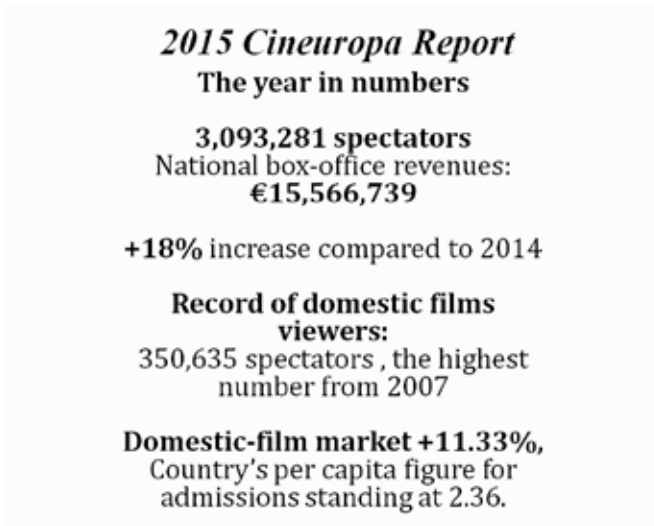 2015 Cineuropa Report
The year in numbers
3,093,281 spectators
National box-office revenues:
€15,566,739
+18% increase compared to 2014
Record of domestic films
viewers:
350,635 spectators , the highest
number from 2007
Domestic-film market +11.33%,
Country's per capita figure for
admissions standing at 2.36.